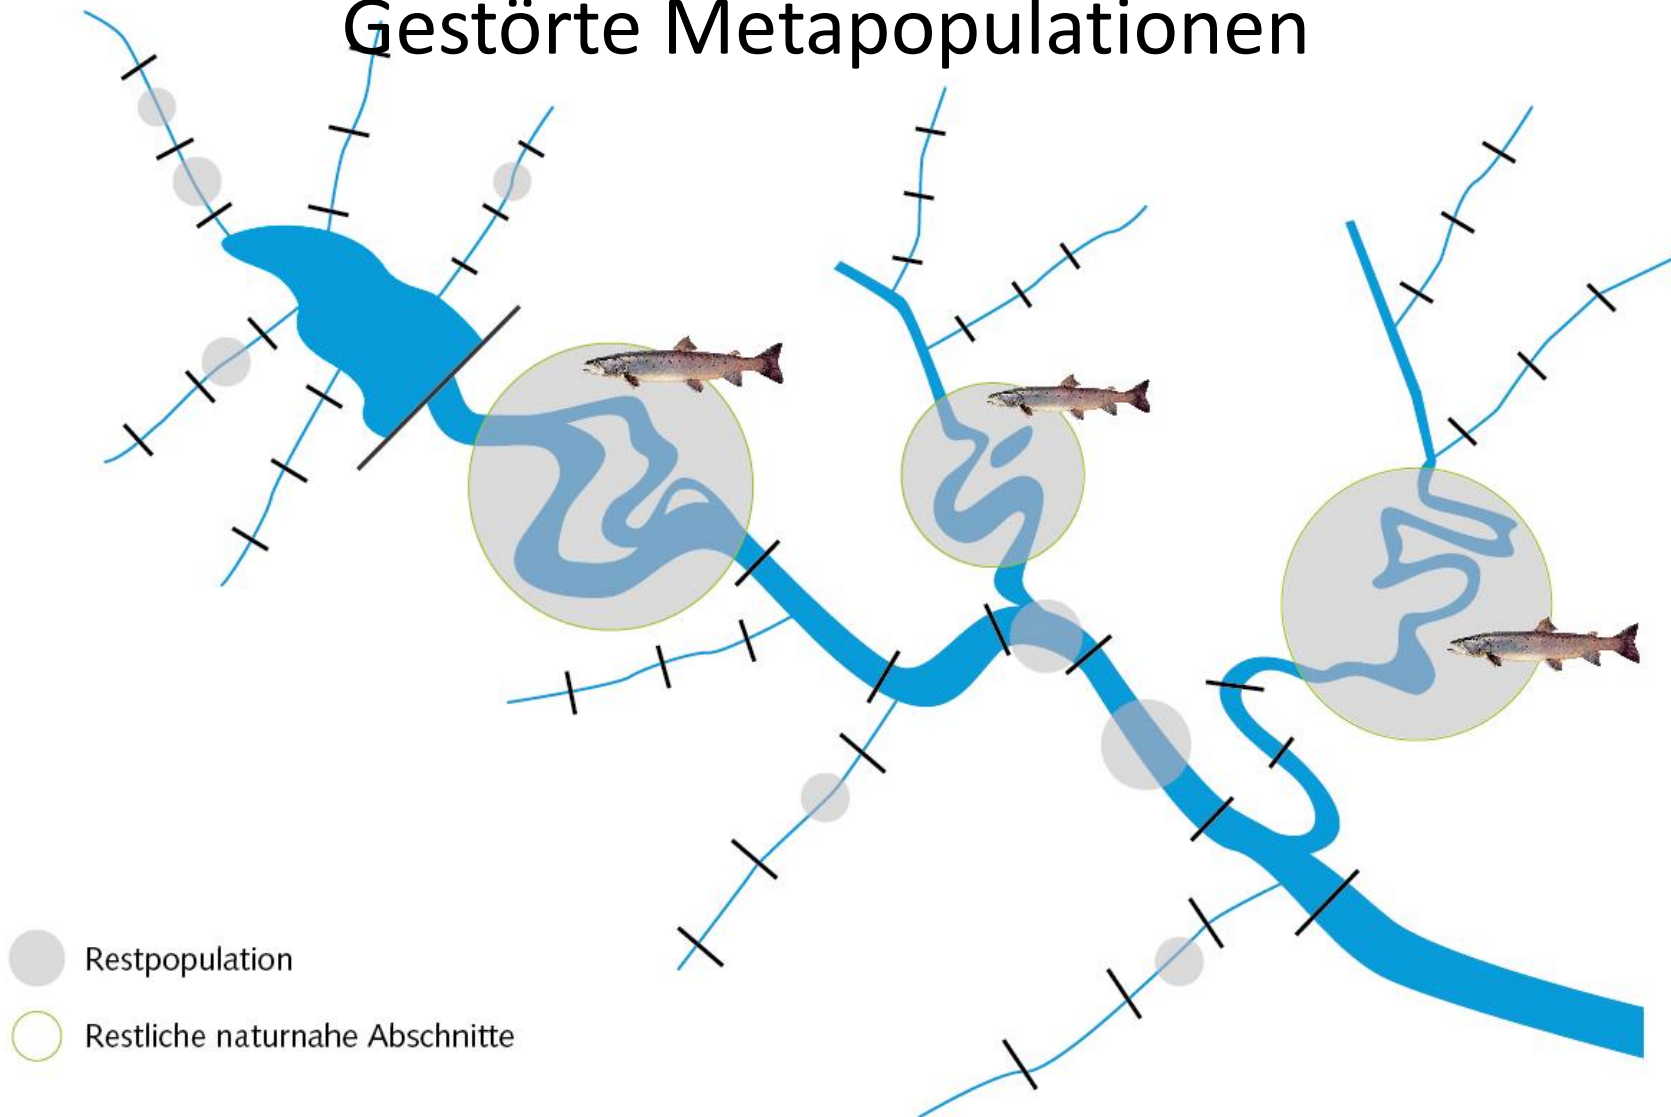 Gestörte Metapopulationen
Restpopulation
Restliche naturnahe Abschnitte